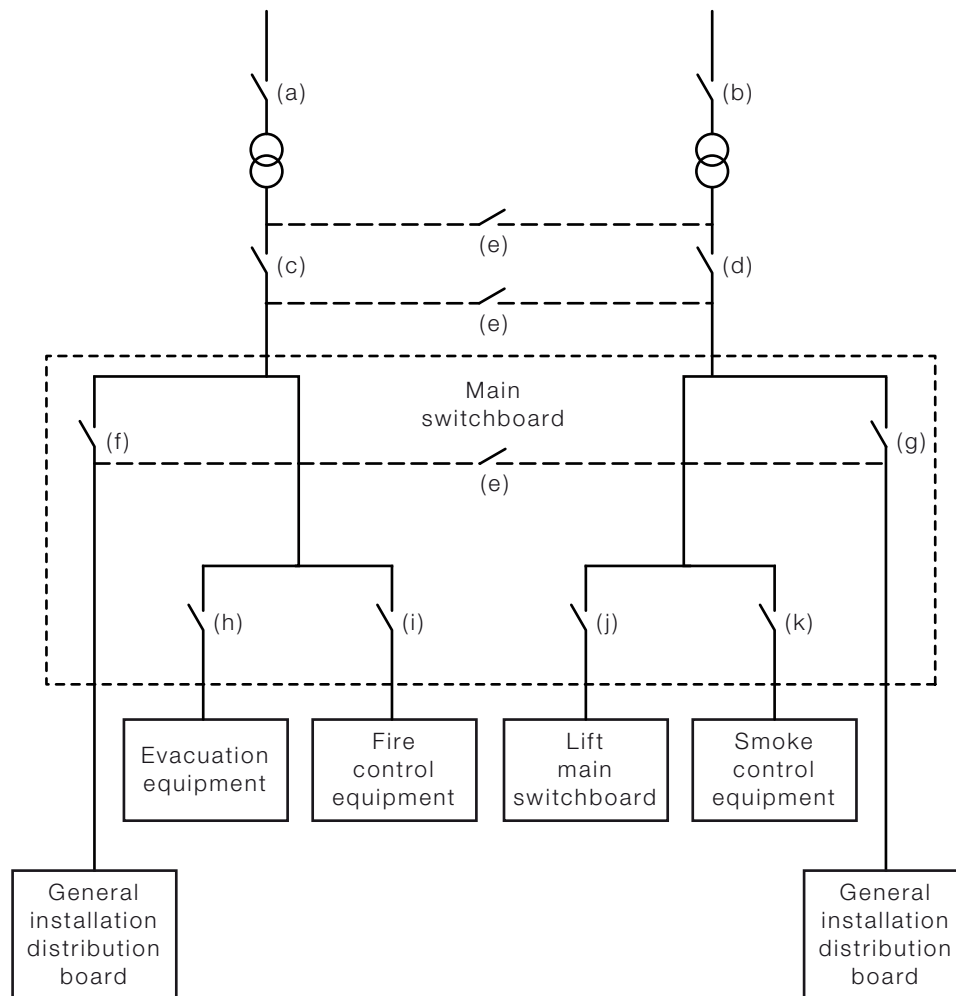 (a)
(b)
(e)
(c)
(d)
(e)
Main
switchboard
(f)
(g)
(e)
(h)
(i)
(j)
(k)
Evacuation
equipment
Fire
control
equipment
Lift
main
switchboard
Smoke
control
equipment
General
installation
distribution
board
General
installation
distribution
board